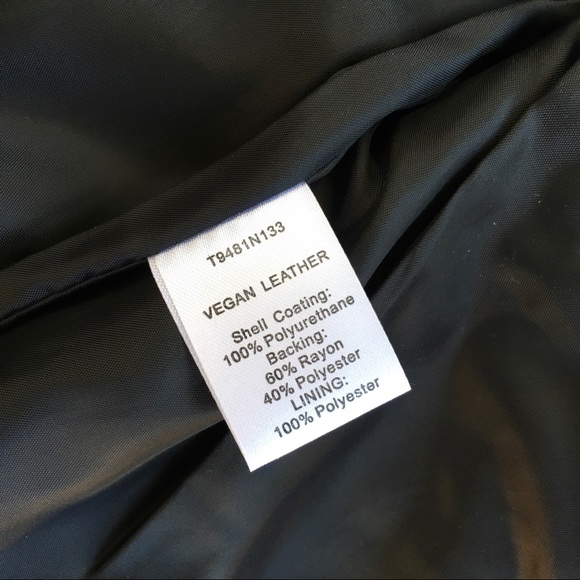 T9481N133
VEGAN LEATHER
Shell Coating:
100% Polyurethane
Backing:
60% Rayon
40% Polyester
LINING:
100% Polyester